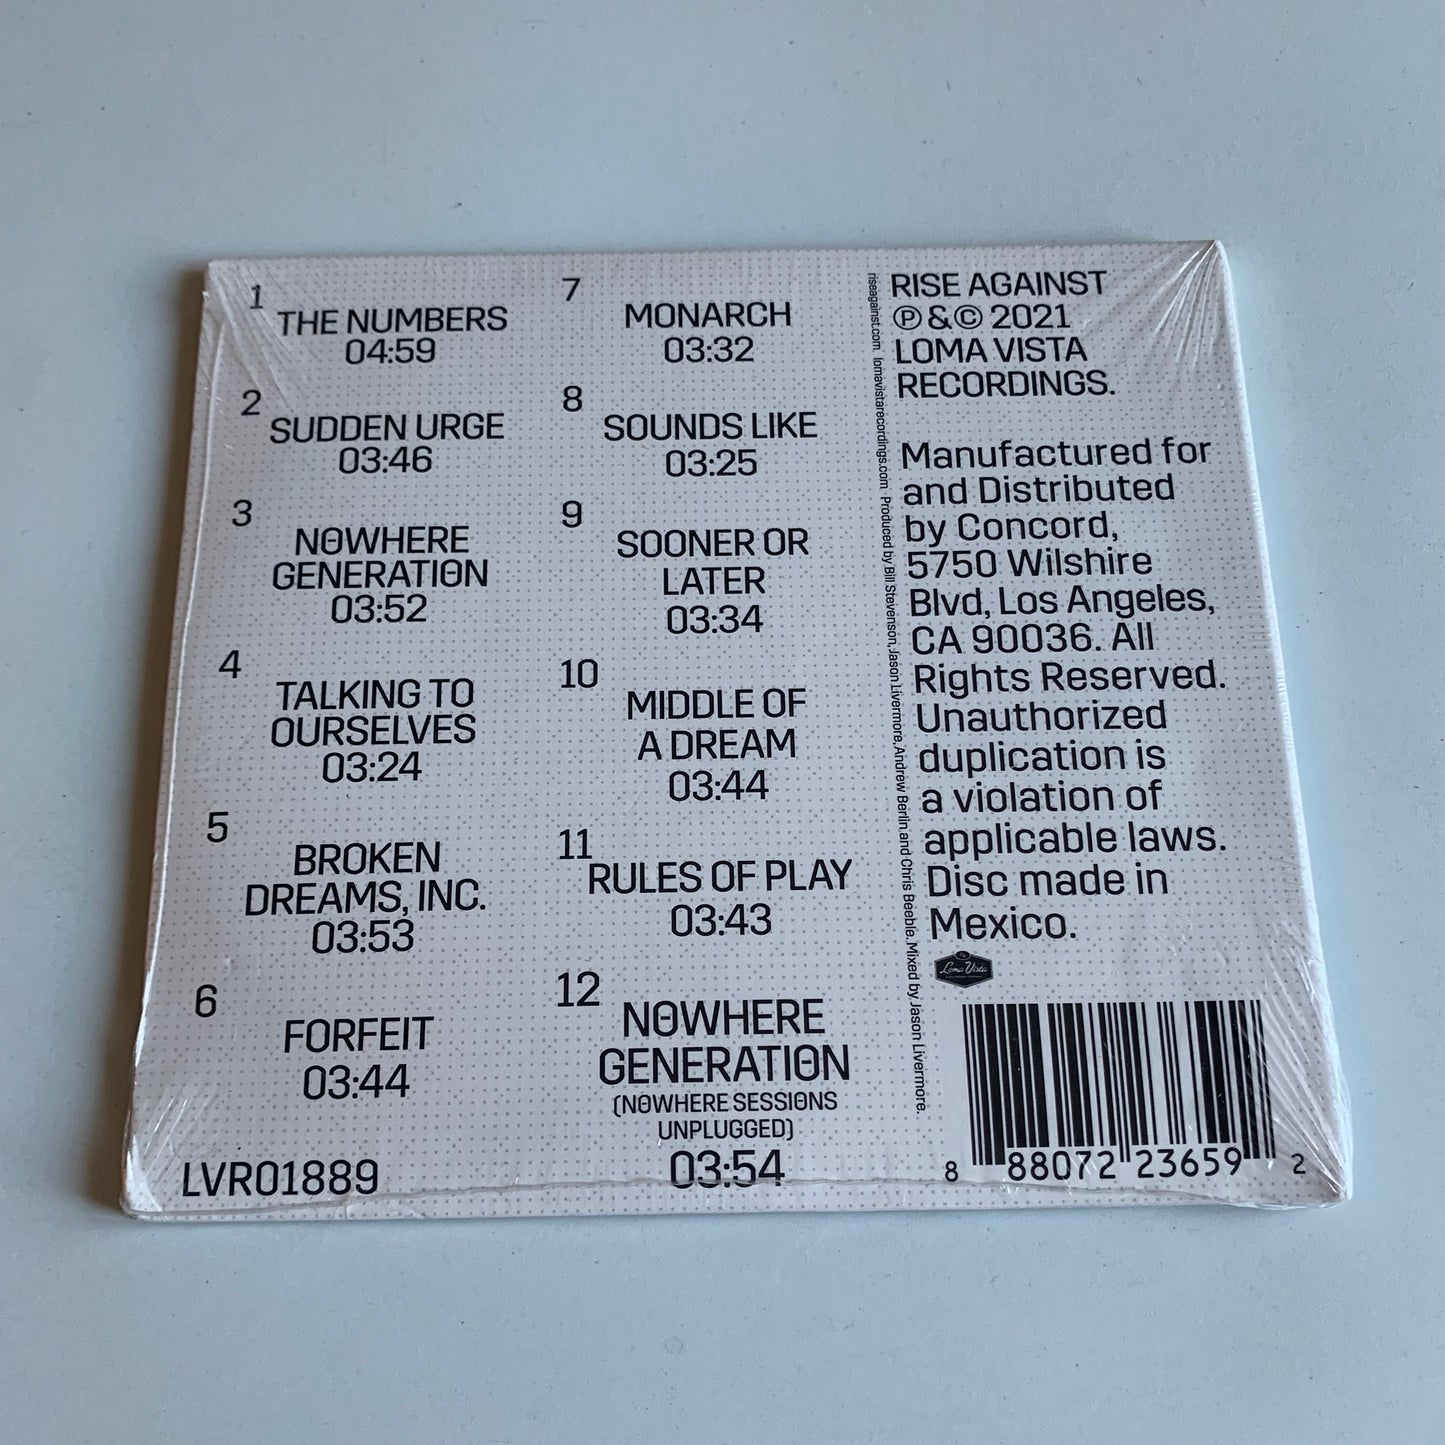 1
THE NUMBERS
04:59
2
SUDDEN URGE
03:46
3
NOWHERE
GENERATION
03:52
4
TALKING TO
OURSELVES
03:24
5
BROKEN
DREAMS, INC.
03:53
6
FORFEIT
03:44
LVR01889
7
MONARCH
03:32
8
SOUNDS LIKE
03:25
9
SOONER OR
LATER
03:34
10
MIDDLE OF
A DREAM
03:44
11
RULES OF PLAY
03:43
12
NOWHERE
GENERATION
(NOWHERE SESSIONS
UNPLUGGED)
03:54
riseagainst.com lomavistarecordings.com Produced by Bill Stevenson, Jason Livermore, Andrew Berlin and Chris Beeble. Mixed by Jason Livermore.
RISE AGAINST
℗ & © 2021
LOMA VISTA
RECORDINGS.
Manufactured for
and Distributed
by Concord,
5750 Wilshire
Blvd, Los Angeles,
CA 90036. All
Rights Reserved.
Unauthorized
duplication is
a violation of
applicable laws.
Disc made in
Mexico.
Loma Vista
8 88072 23659 2